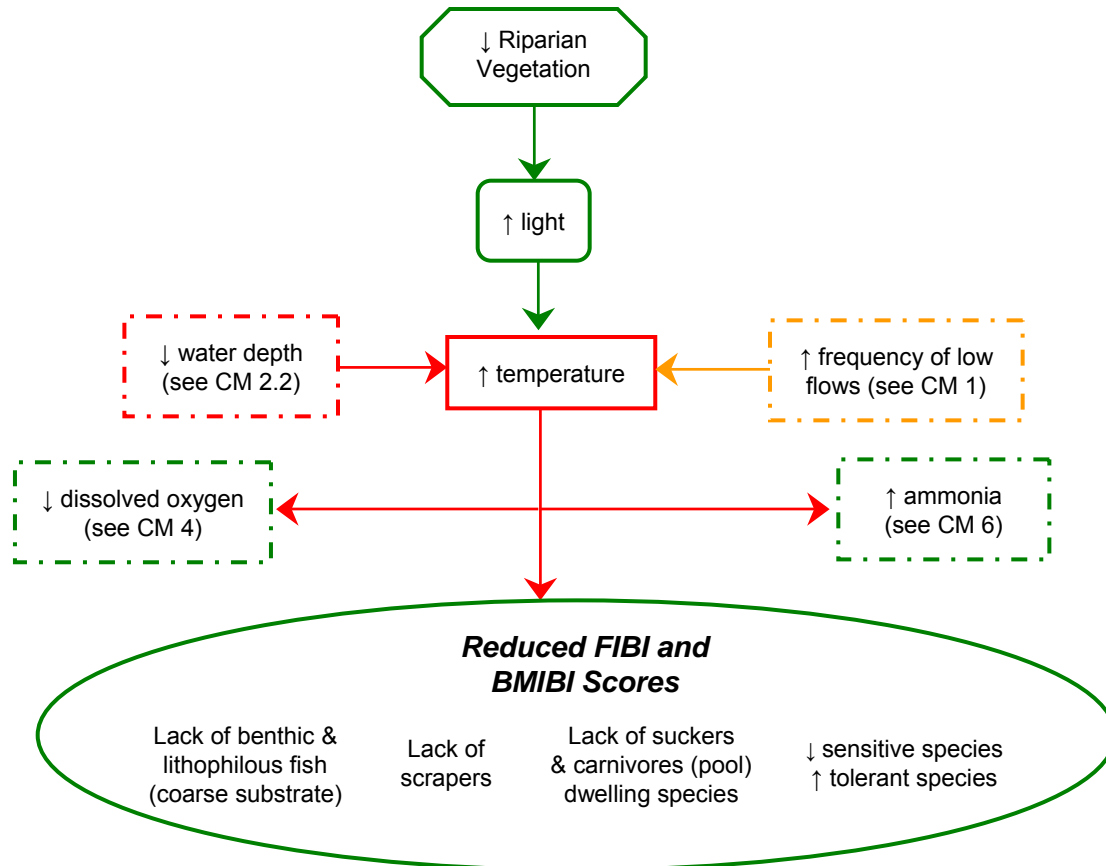 ↓ Riparian
Vegetation
↑ light
↓ water depth
(see CM 2.2)
↑ temperature
↑ frequency of low
flows (see CM 1)
↓ dissolved oxygen
(see CM 4)
↑ ammonia
(see CM 6)
Reduced FIBI and
BMIBI Scores
Lack of benthic &
lithophilous fish
(coarse substrate)
Lack of
scrapers
Lack of suckers
& carnivores (pool)
dwelling species
↓ sensitive species
↑ tolerant species